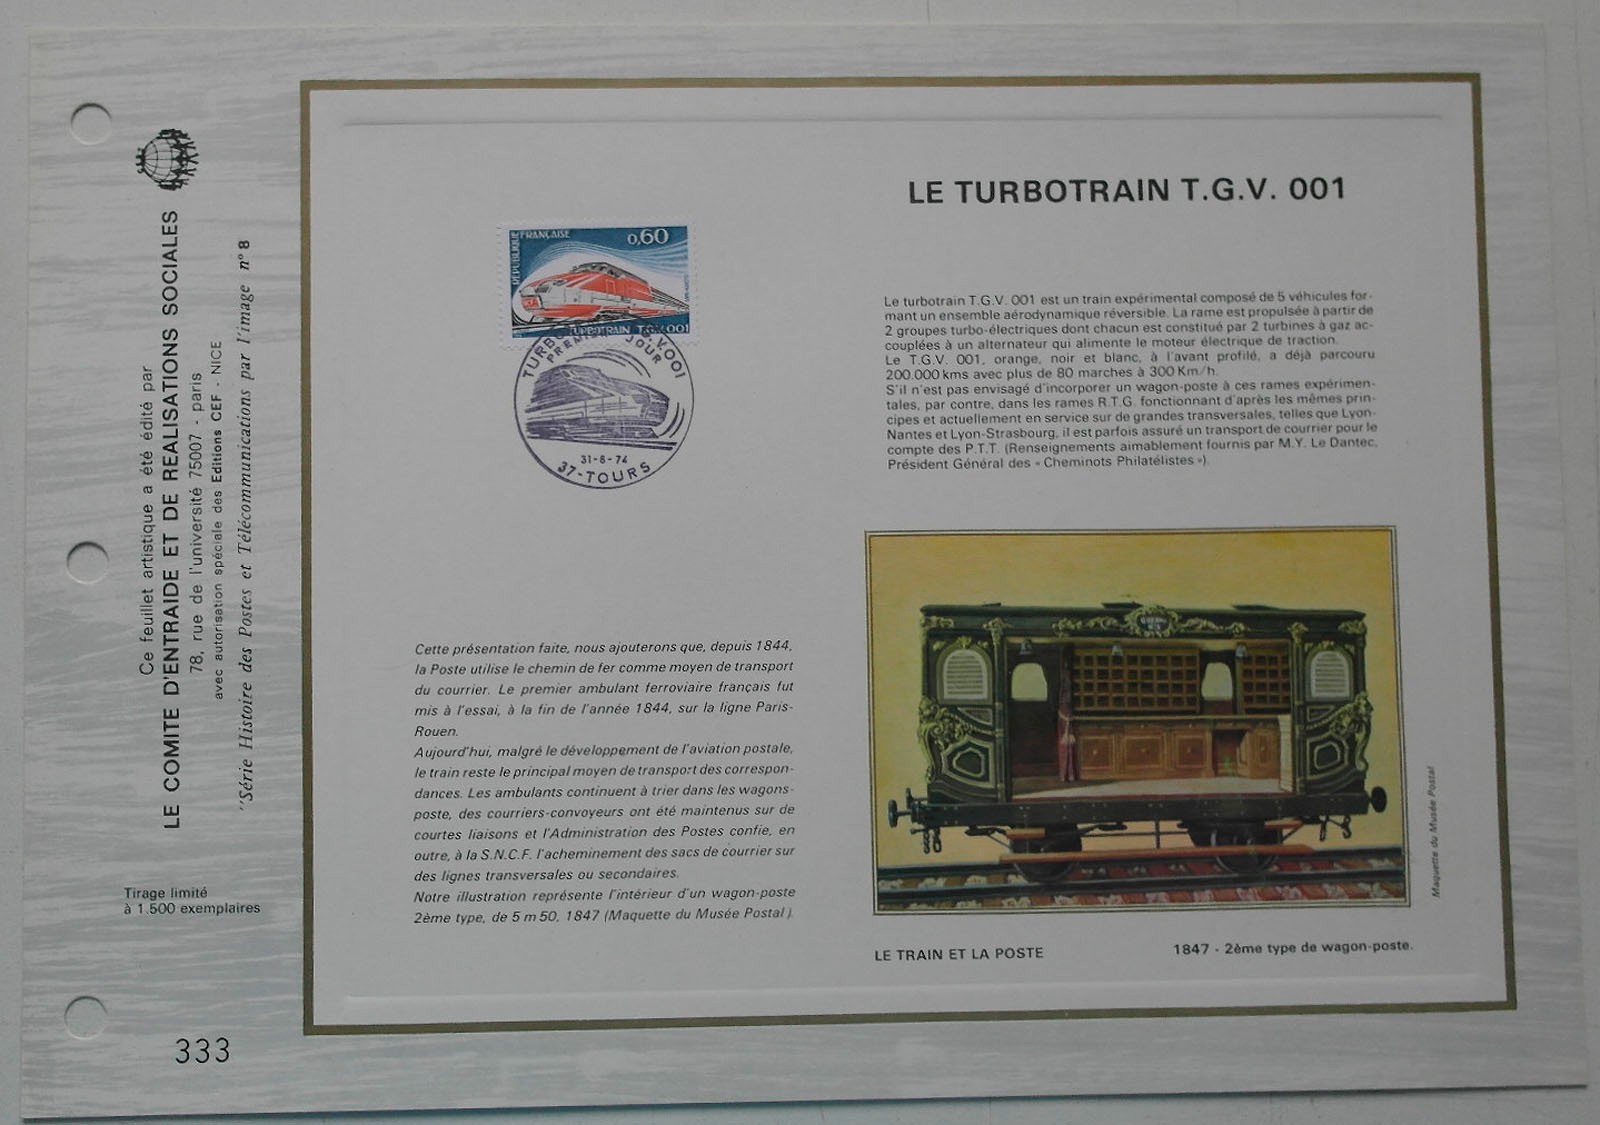 Ce feuillet artistique a été édité par
LE COMITE D'ENTRAIDE ET DE REALISATIONS SOCIALES
78, rue de l'université 75007 - paris
avec autorisation spéciale des Editions CEF - NICE
"Série Histoire des Postes et Télécommunications par l'image n° 8
Tirage limité
à 1.500 exemplaires
333
REPUBLIQUE FRANÇAISE
0,60
TURBOTRAIN T.G.V. 001
TURBOTRAIN T.G.V. 001
PREMIER JOUR
31-8-74
37-TOURS
LE TURBOTRAIN T.G.V. 001
Le turbotrain T.G.V. 001 est un train expérimental composé de 5 véhicules for-
mant un ensemble aérodynamique réversible. La rame est propulsée à partir de
2 groupes turbo-électriques dont chacun est constitué par 2 turbines à gaz ac-
couplées à un alternateur qui alimente le moteur électrique de traction.
Le T.G.V. 001, orange, noir et blanc, à l'avant profilé, a déjà parcouru
200.000 kms avec plus de 80 marches à 300 Km/h.
S'il n'est pas envisagé d'incorporer un wagon-poste à ces rames expérimen-
tales, par contre, dans les rames R.T.G. fonctionnant d'après les mêmes prin-
cipes et actuellement en service sur de grandes transversales, telles que Lyon-
Nantes et Lyon-Strasbourg, il est parfois assuré un transport de courrier pour le
compte des P.T.T. (Renseignements aimablement fournis par M.Y. Le Dantec,
Président Général des « Cheminots Philatélistes »).
Cette présentation faite, nous ajouterons que, depuis 1844,
la Poste utilise le chemin de fer comme moyen de transport
du courrier. Le premier ambulant ferroviaire français fut
mis à l'essai, à la fin de l'année 1844, sur la ligne Paris-
Rouen.
Aujourd'hui, malgré le développement de l'aviation postale,
le train reste le principal moyen de transport des correspon-
dances. Les ambulants continuent à trier dans les wagons-
poste, des courriers-convoyeurs ont été maintenus sur de
courtes liaisons et l'Administration des Postes confie, en
outre, à la S.N.C.F. l'acheminement des sacs de courrier sur
des lignes transversales ou secondaires.
Notre illustration représente l'intérieur d'un wagon-poste
2ème type, de 5 m 50, 1847 (Maquette du Musée Postal).
Maquette du Musée Postal
LE TRAIN ET LA POSTE
1847 - 2ème type de wagon-poste.